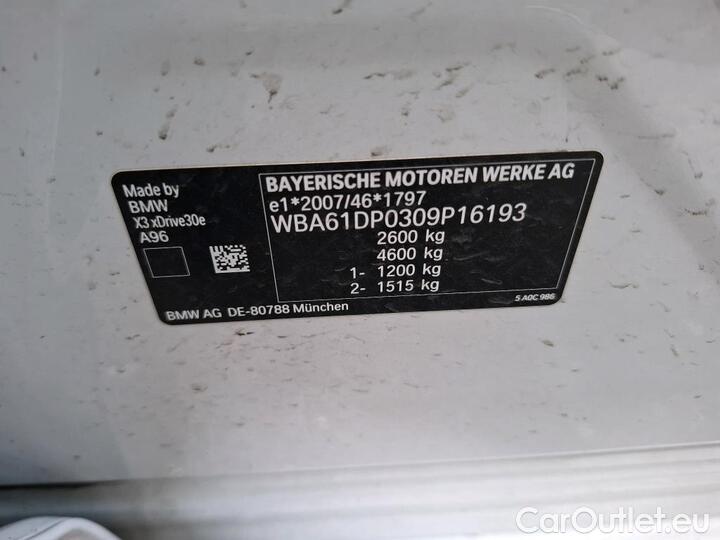 Made by
BMW
X3 xDrive30e
A96
BMW AG DE-80788 München
BAYERISCHE MOTOREN WERKE AG
e1*2007/46*1797
WBA61DP0309P16193
2600 kg
4600 kg
1- 1200 kg
2- 1515 kg
5 A0C 986
CarOutlet.eu